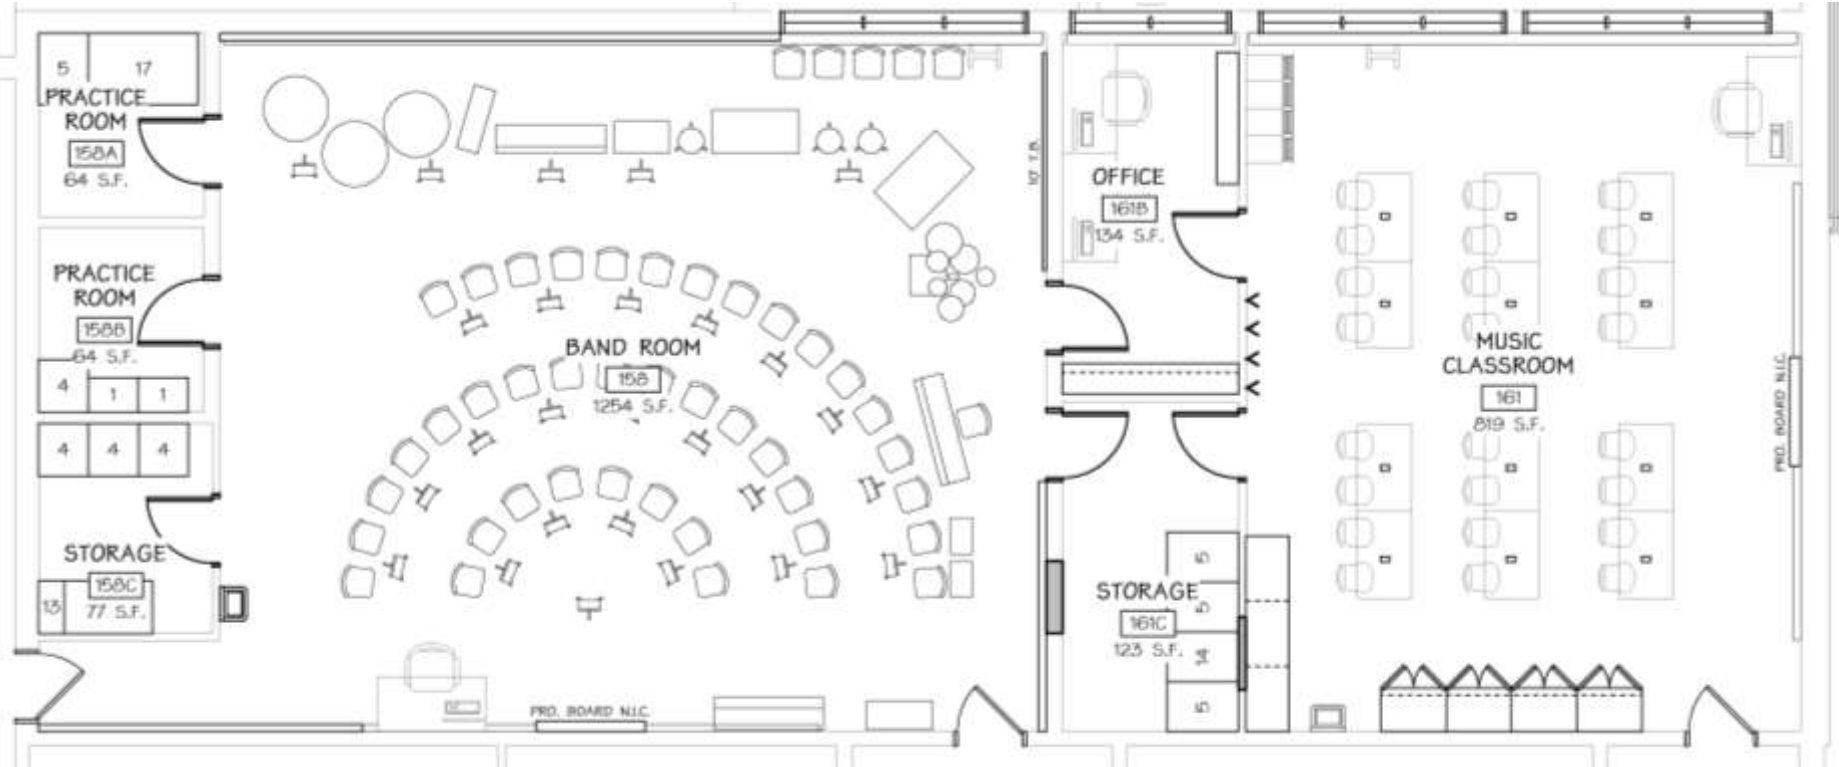 5
17
PRACTICE
ROOM
158A
64 S.F.
PRACTICE
ROOM
158B
64 S.F.
4
1
1
4
4
4
STORAGE
158C
13
77 S.F.
BAND ROOM
158
1254 S.F.
PRO. BOARD N.I.C.
10' T.B.
OFFICE
161B
134 S.F.
STORAGE
161C
123 S.F.
5
5
14
5
MUSIC
CLASSROOM
161
819 S.F.
PRO. BOARD N.I.C.